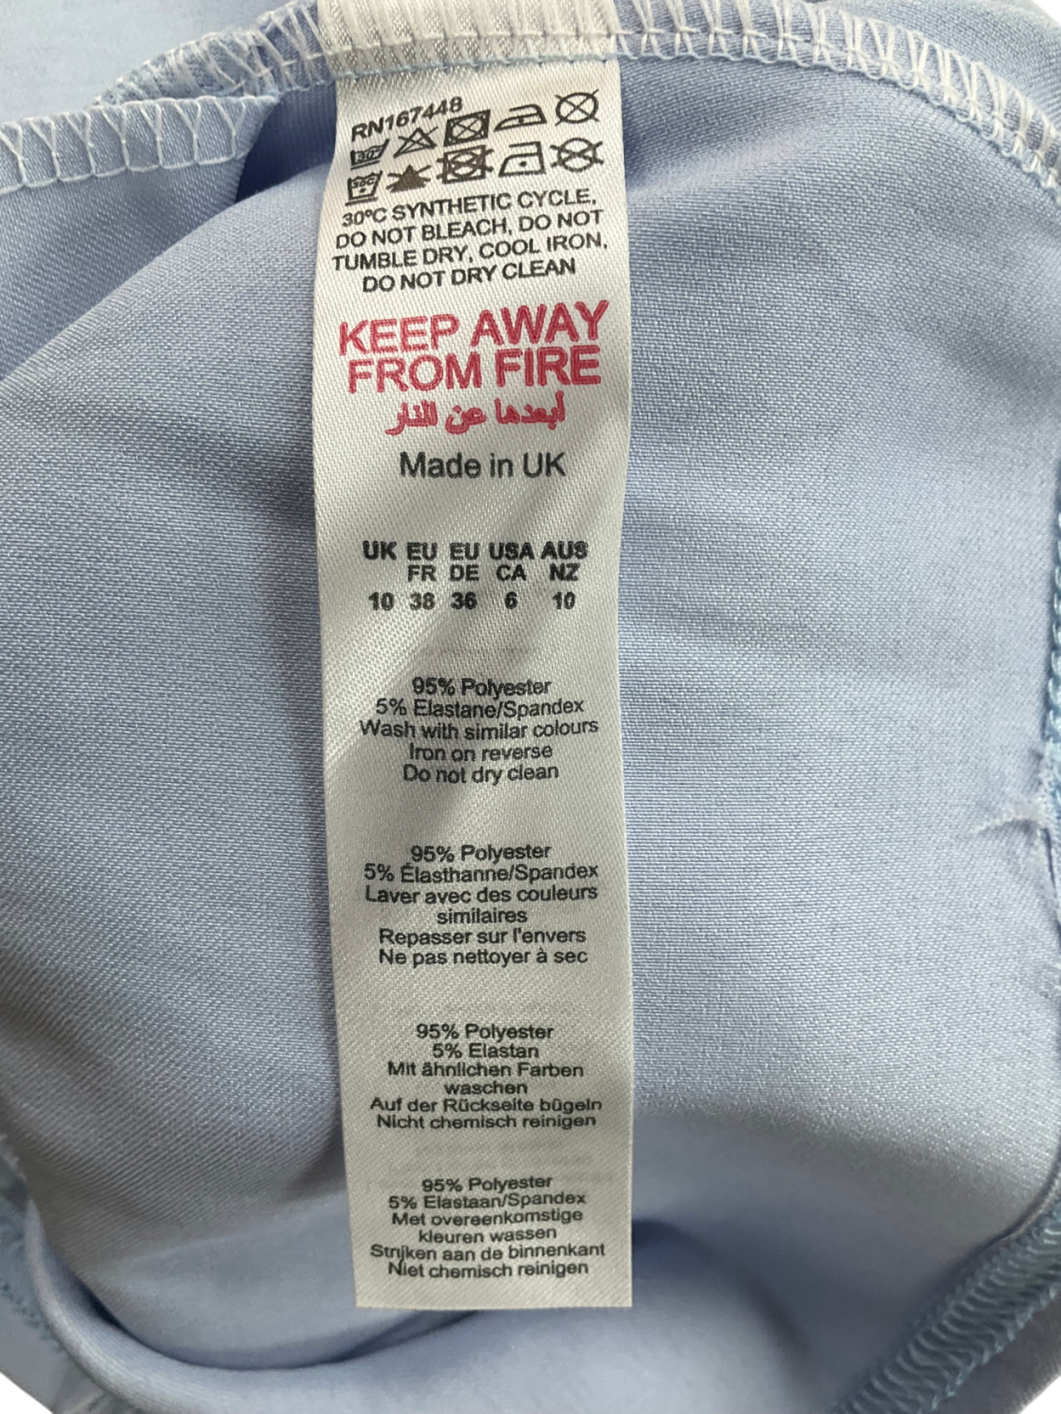 RN167448
30
30°C SYNTHETIC CYCLE,
DO NOT BLEACH, DO NOT
TUMBLE DRY, COOL IRON,
DO NOT DRY CLEAN
KEEP AWAY
FROM FIRE
أبعدها عن النار
Made in UK
UK EU EU USA AUS
FR DE CA NZ
10 38 36 6 10
95% Polyester
5% Elastane/Spandex
Wash with similar colours
Iron on reverse
Do not dry clean
95% Polyester
5% Élasthanne/Spandex
Laver avec des couleurs
similaires
Repasser sur l'envers
Ne pas nettoyer à sec
95% Polyester
5% Elastan
Mit ähnlichen Farben
waschen
Auf der Rückseite bügeln
Nicht chemisch reinigen
95% Polyester
5% Elastaan/Spandex
Met overeenkomstige
kleuren wassen
Strijken aan de binnenkant
Niet chemisch reinigen